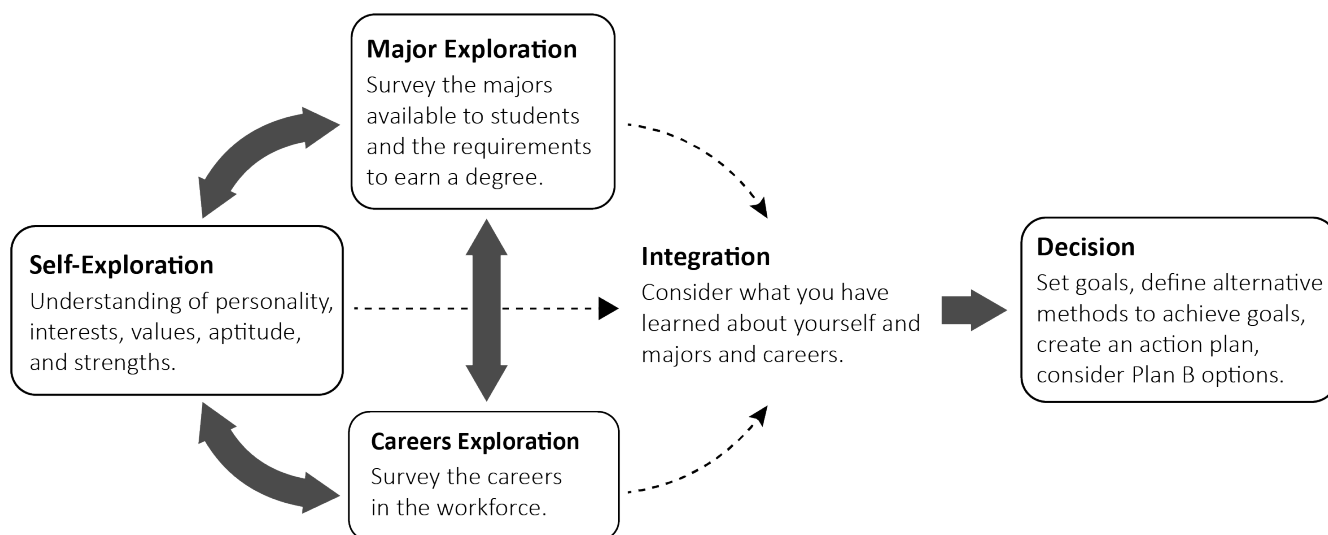 Major Exploration
Survey the majors
available to students
and the requirements
to earn a degree.
Self-Exploration
Understanding of personality,
interests, values, aptitude,
and strengths.
Integration
Consider what you have
learned about yourself and
majors and careers.
Decision
Set goals, define alternative
methods to achieve goals,
create an action plan,
consider Plan B options.
Careers Exploration
Survey the careers
in the workforce.